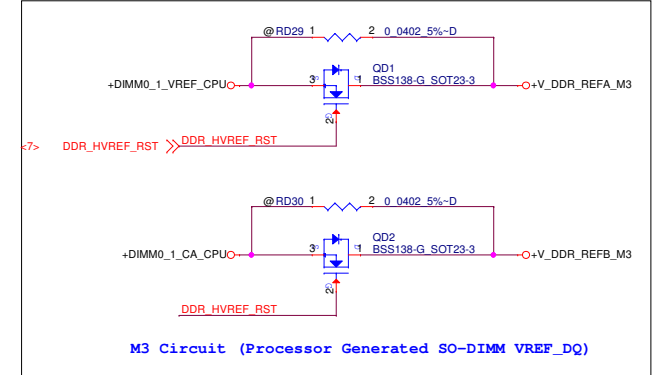 @ RD29 1 2 0_0402_5%~D
QD1
BSS138-G_SOT23-3
+DIMM0_1_VREF_CPU 3 S D 1 +V_DDR_REFA_M3
G
2
<7> DDR_HVREF_RST DDR_HVREF_RST
@ RD30 1 2 0_0402_5%~D
QD2
BSS138-G_SOT23-3
+DIMM0_1_CA_CPU 3 S D 1 +V_DDR_REFB_M3
G
2
DDR_HVREF_RST
M3 Circuit (Processor Generated SO-DIMM VREF_DQ)